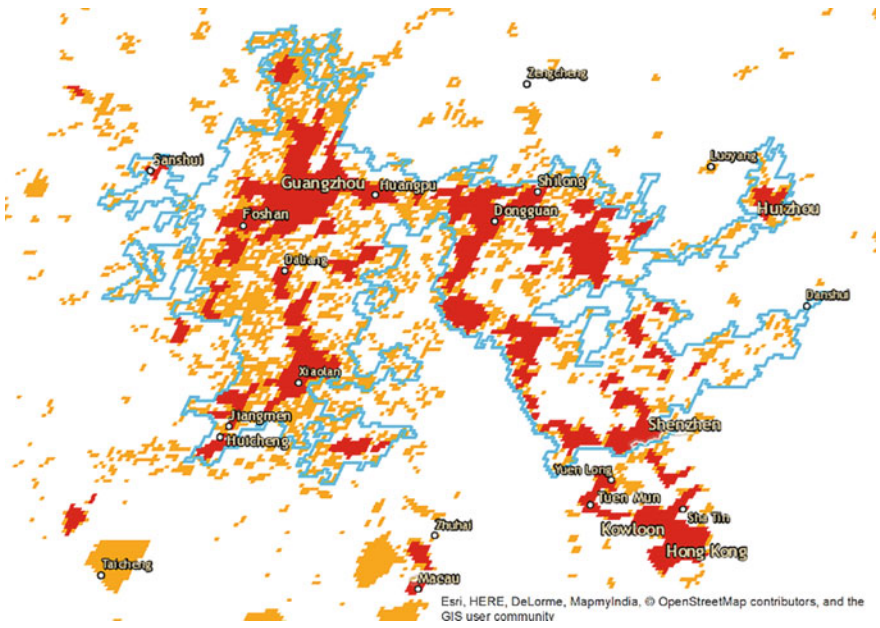 Zengcheng
Sanshui
Luoyang
Guangzhou
Huangpu
Shilong
Huizhou
Foshan
Dongguan
Daliang
Danshui
Xiaolan
Jiangmen
Shenzhen
Huicheng
Yuen Long
Tuen Mun
Sha Tin
Kowloon
Zhuhai
Hong Kong
Taicheng
Macau
Esri, HERE, DeLorme, MapmyIndia, © OpenStreetMap contributors, and the
GIS user community